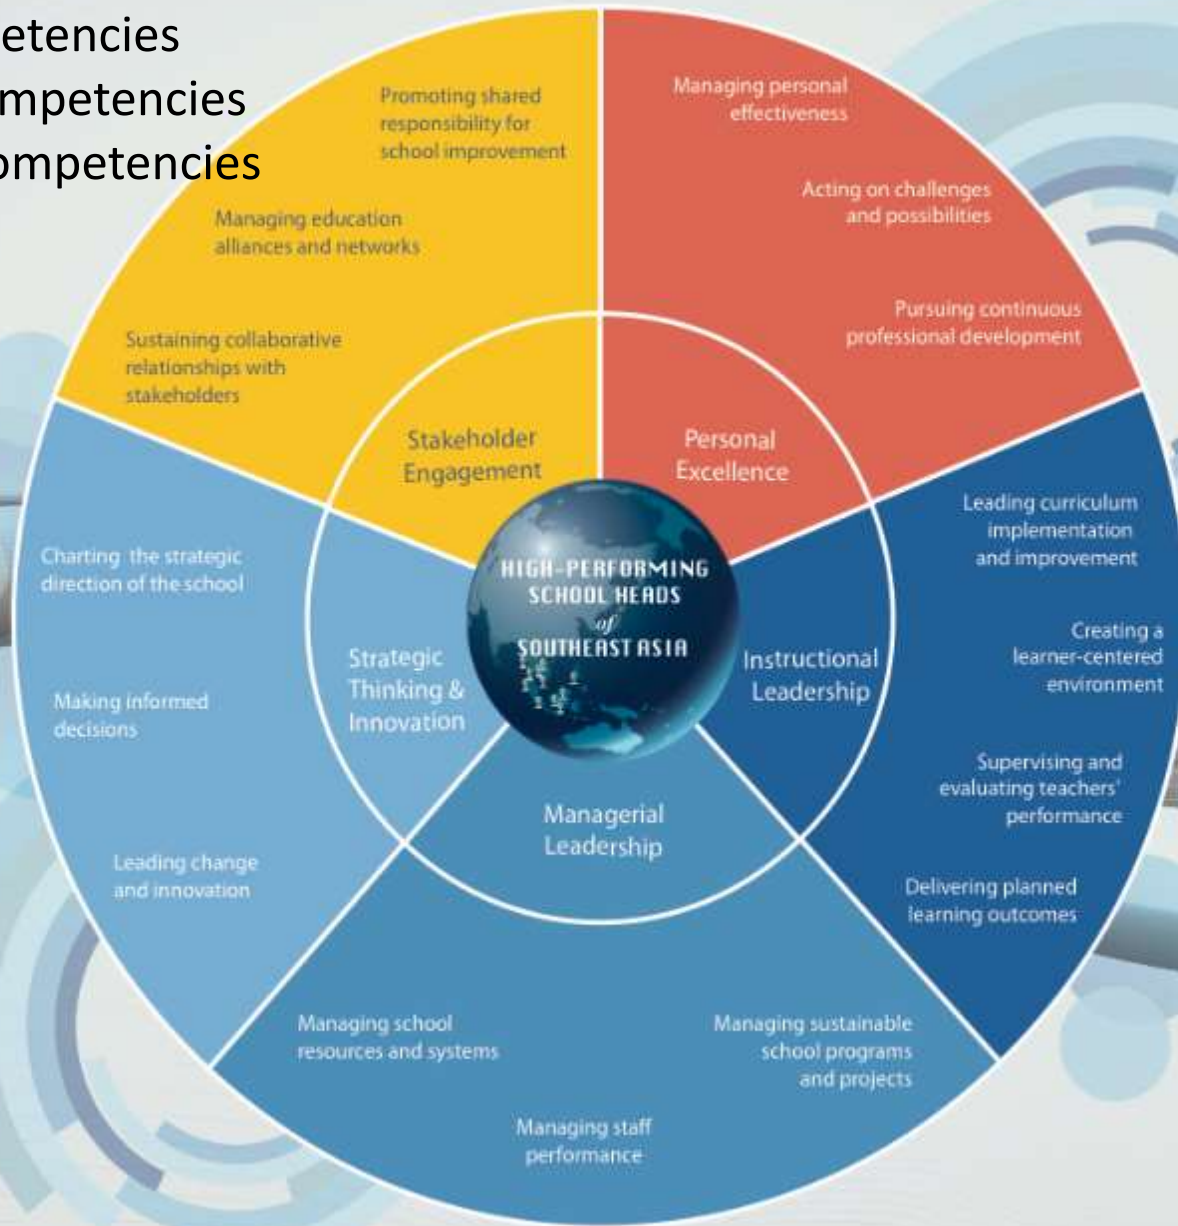 etencies
mpetencies
ompetencies
Promoting shared
responsibility for
school improvement
Managing education
alliances and networks
Sustaining collaborative
relationships with
stakeholders
Stakeholder
Engagement
Managing personal
effectiveness
Acting on challenges
and possibilities
Pursuing continuous
professional development
Personal
Excellence
Leading curriculum
implementation
and improvement
Creating a
learner-centered
environment
Supervising and
evaluating teachers'
performance
Delivering planned
learning outcomes
Instructional
Leadership
HIGH-PERFORMING
SCHOOL HEADS
of
SOUTHEAST ASIA
Charting the strategic
direction of the school
Making informed
decisions
Leading change
and innovation
Strategic
Thinking &
Innovation
Managerial
Leadership
Managing school
resources and systems
Managing staff
performance
Managing sustainable
school programs
and projects